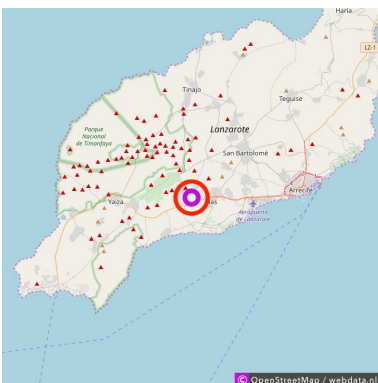 Haría
LZ-1
Tinajo
Teguise
Lanzarote
Parque
Nacional
de Timanfaya
San Bartolomé
Arrecife
Yaiza
as
Aeropuerto
de Lanzarote
© OpenStreetMap / webdata.nl